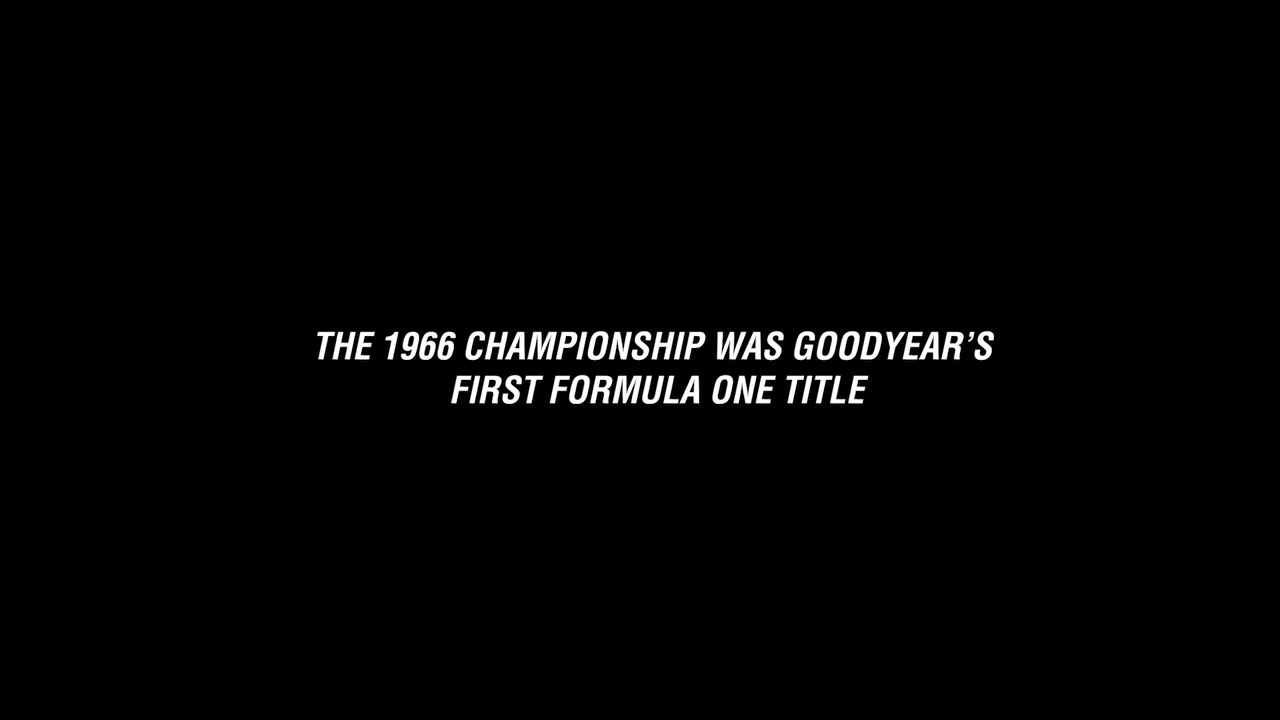 THE 1966 CHAMPIONSHIP WAS GOODYEAR’S
FIRST FORMULA ONE TITLE